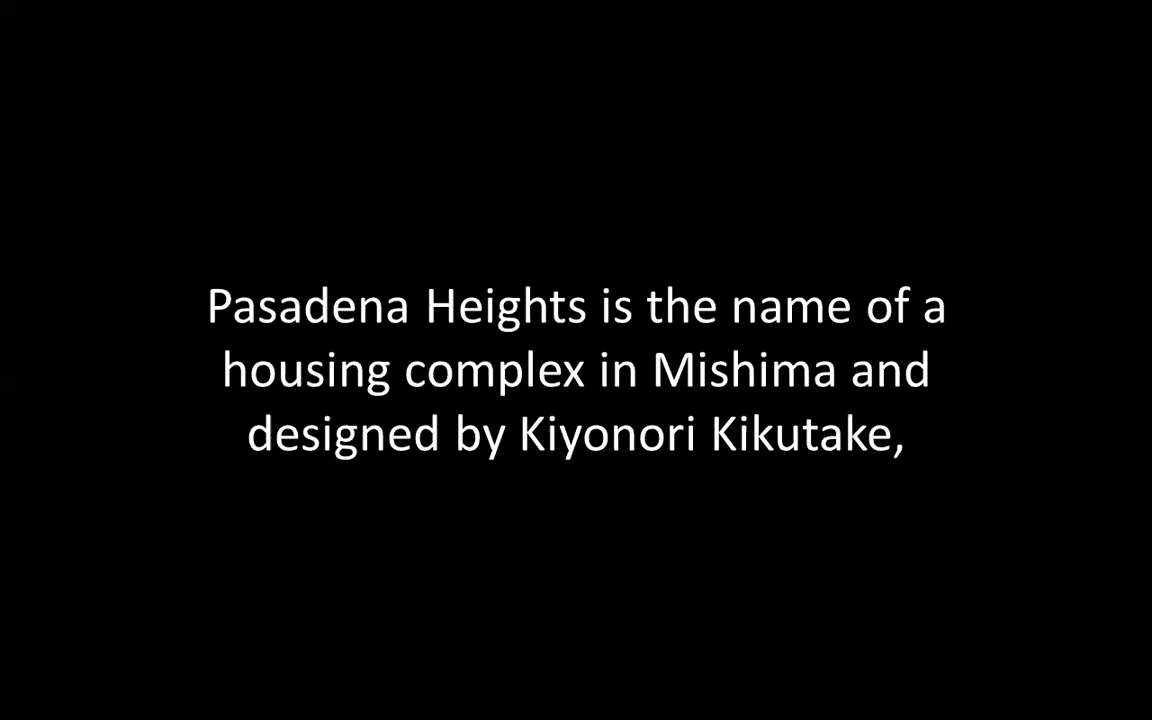 Pasadena Heights is the name of a
housing complex in Mishima and
designed by Kiyonori Kikutake,